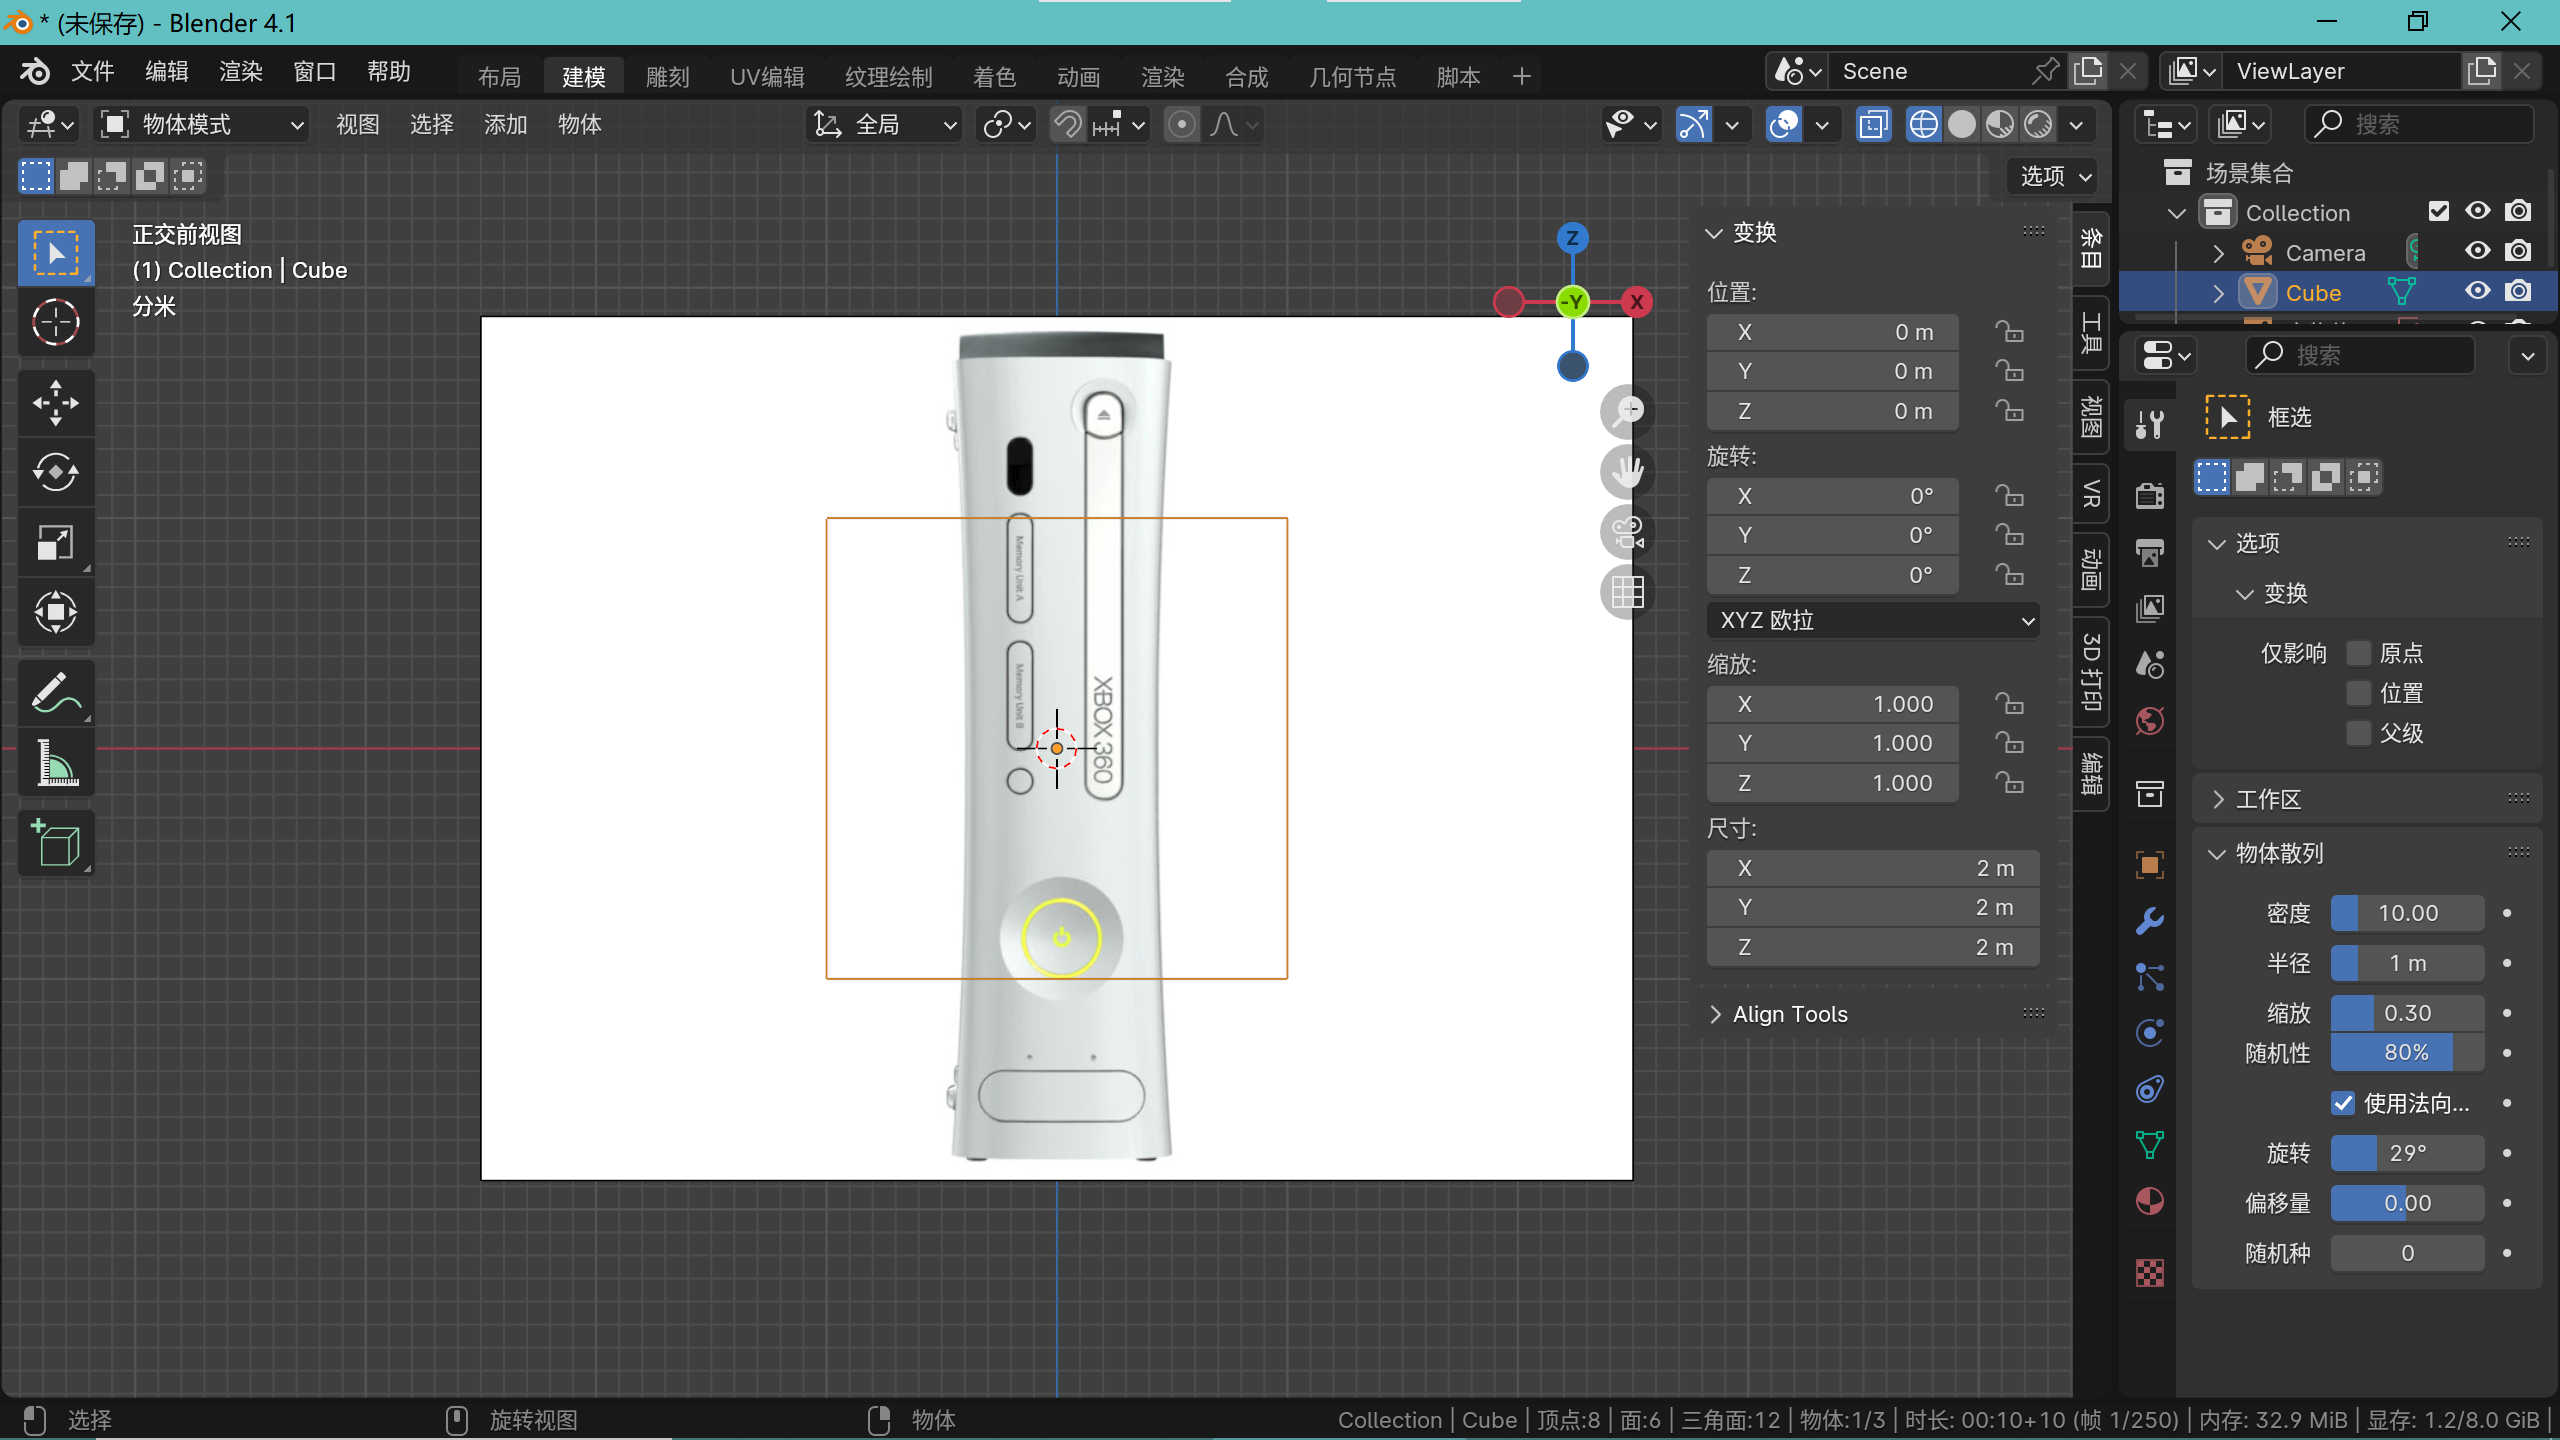 * (未保存) - Blender 4.1
文件 编辑 渲染 窗口 帮助 布局 建模 雕刻 UV编辑 纹理绘制 着色 动画 渲染 合成 几何节点 脚本 + Scene ViewLayer
物体模式 视图 选择 添加 物体 全局 搜索
选项
正交前视图
(1) Collection | Cube
分米
Z
-Y
X
Memory Unit A
Memory Unit B
XBOX 360
变换
位置:
X 0 m
Y 0 m
Z 0 m
旋转:
X 0°
Y 0°
Z 0°
XYZ 欧拉
缩放:
X 1.000
Y 1.000
Z 1.000
尺寸:
X 2 m
Y 2 m
Z 2 m
Align Tools
条目
工具
视图
VR
动画
3D 打印
编辑
场景集合
Collection
Camera
Cube
搜索
框选
选项
变换
仅影响 原点
位置
父级
工作区
物体散列
密度 10.00
半径 1 m
缩放 0.30
随机性 80%
使用法向...
旋转 29°
偏移量 0.00
随机种 0
选择 旋转视图 物体 Collection | Cube | 顶点:8 | 面:6 | 三角面:12 | 物体:1/3 | 时长: 00:10+10 (帧 1/250) | 内存: 32.9 MiB | 显存: 1.2/8.0 GiB |